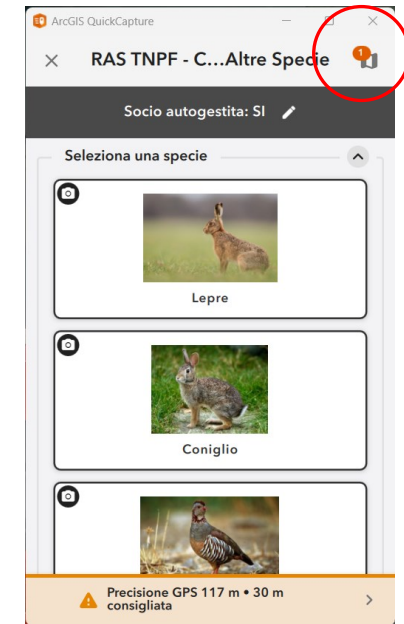 ArcGIS QuickCapture
RAS TNPF - C…Altre Specie
1
Socio autogestita: SI
Seleziona una specie
Lepre
Coniglio
Precisione GPS 117 m • 30 m
consigliata